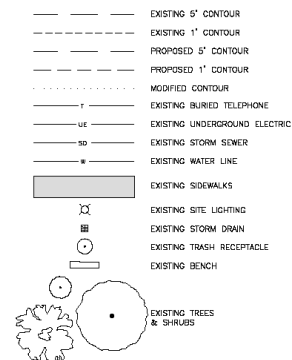 EXISTING 5' CONTOUR
EXISTING 1' CONTOUR
PROPOSED 5' CONTOUR
PROPOSED 1' CONTOUR
MODIFIED CONTOUR
T EXISTING BURIED TELEPHONE
UE EXISTING UNDERGROUND ELECTRIC
SD EXISTING STORM SEWER
W EXISTING WATER LINE
EXISTING SIDEWALKS
EXISTING SITE LIGHTING
EXISTING STORM DRAIN
EXISTING TRASH RECEPTACLE
EXISTING BENCH
EXISTING TREES
& SHRUBS